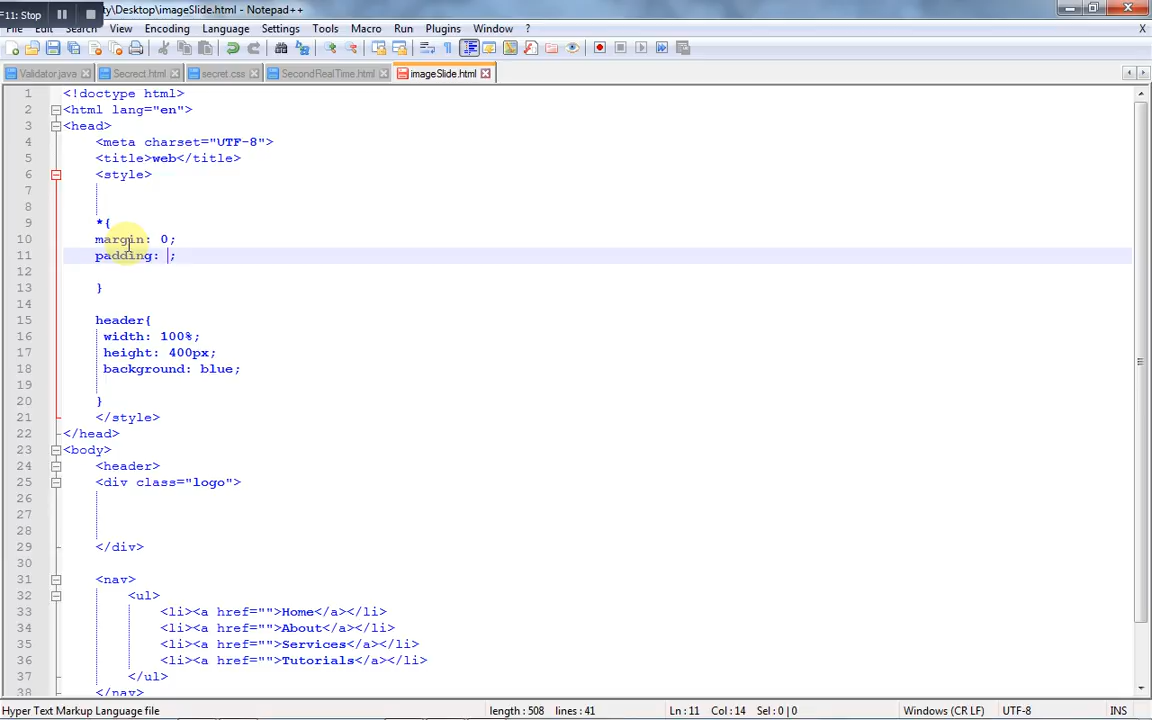 F11: Stop
ty\Desktop\imageSlide.html - Notepad++
File Edit Search View Encoding Language Settings Tools Macro Run Plugins Window ? X
Validator.java Secrect.html secret.css SecondRealTime.html imageSlide.html
1 <!doctype html>
2 <html lang="en">
3 <head>
4 <meta charset="UTF-8">
5 <title>web</title>
6 <style>
7
8
9 *{
10 margin: 0;
11 padding: ;
12
13 }
14
15 header{
16 width: 100%;
17 height: 400px;
18 background: blue;
19
20 }
21 </style>
22 </head>
23 <body>
24 <header>
25 <div class="logo">
26
27
28
29 </div>
30
31 <nav>
32 <ul>
33 <li><a href="">Home</a></li>
34 <li><a href="">About</a></li>
35 <li><a href="">Services</a></li>
36 <li><a href="">Tutorials</a></li>
37 </ul>
38 </nav>
Hyper Text Markup Language file length: 508 lines: 41 Ln: 11 Col: 14 Sel: 0 | 0 Windows (CR LF) UTF-8 INS